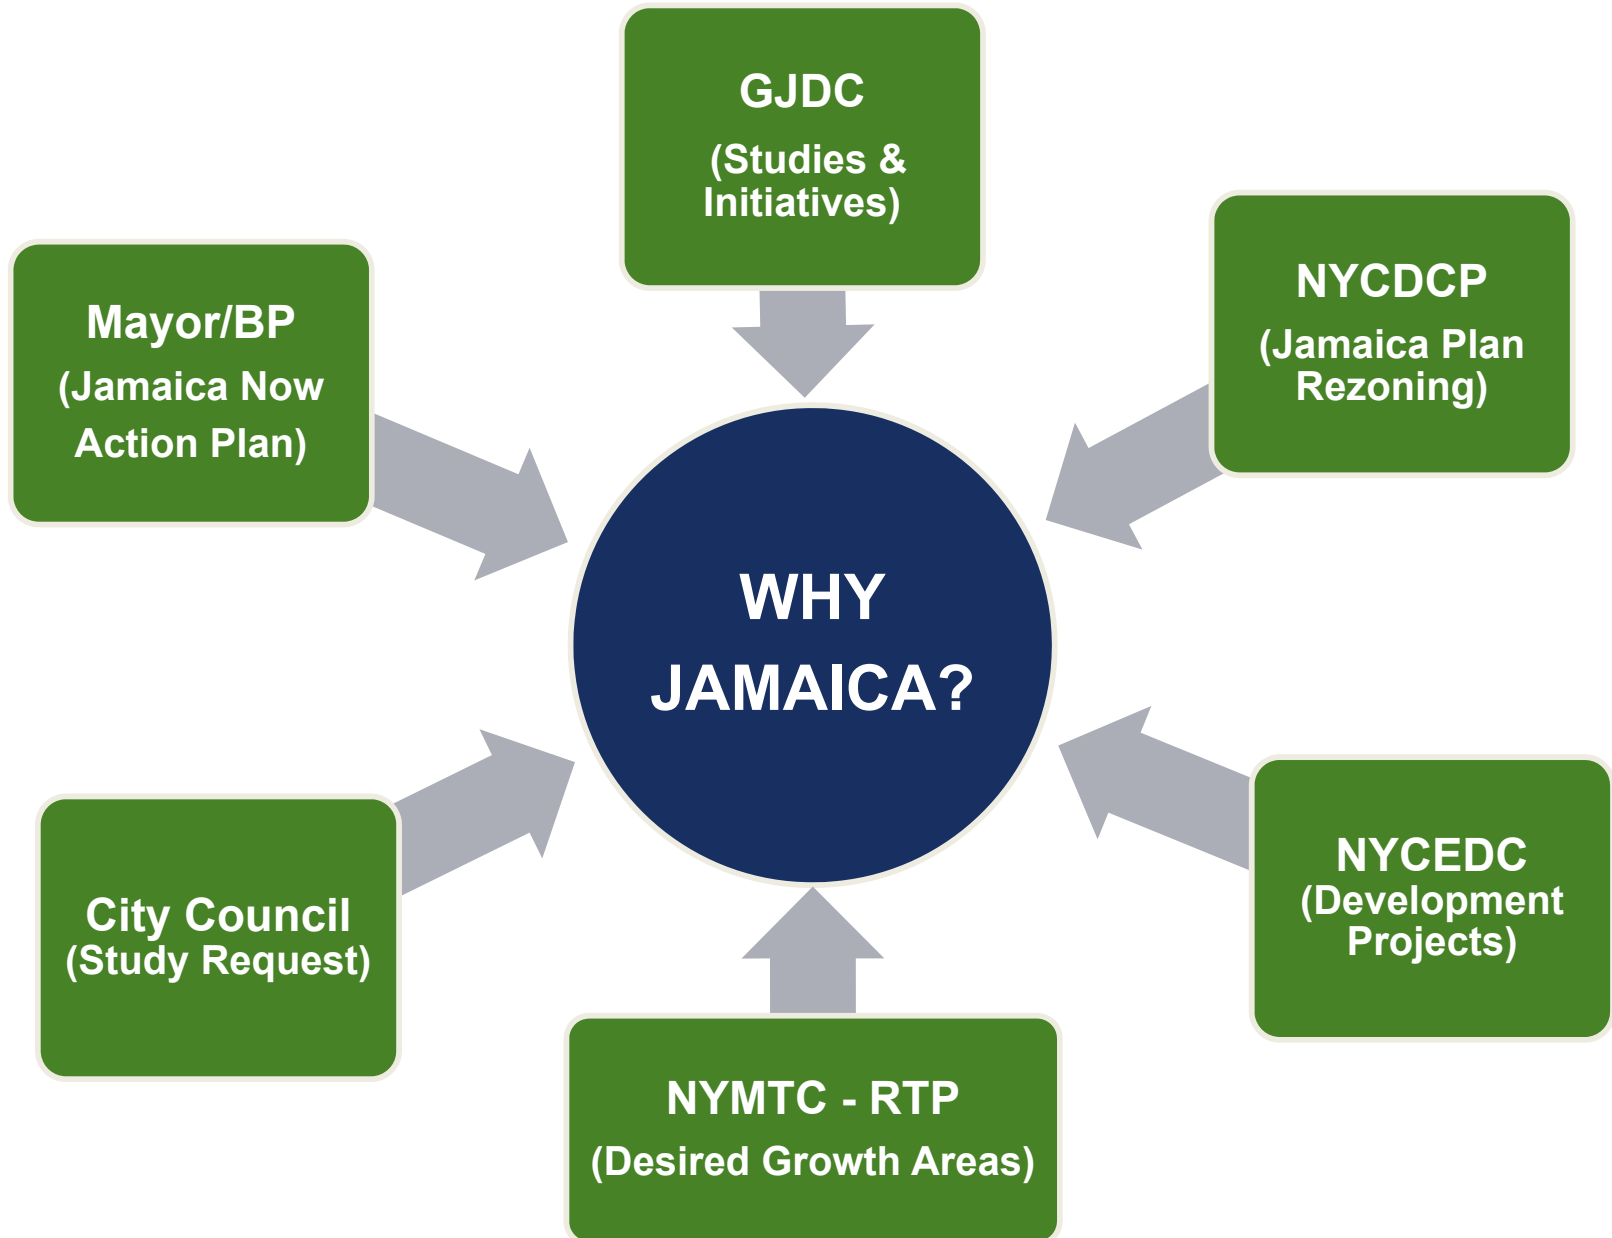 GJDC
(Studies &
Initiatives)
NYCDCP
(Jamaica Plan
Rezoning)
Mayor/BP
(Jamaica Now
Action Plan)
WHY
JAMAICA?
NYCEDC
(Development
Projects)
City Council
(Study Request)
NYMTC - RTP
(Desired Growth Areas)